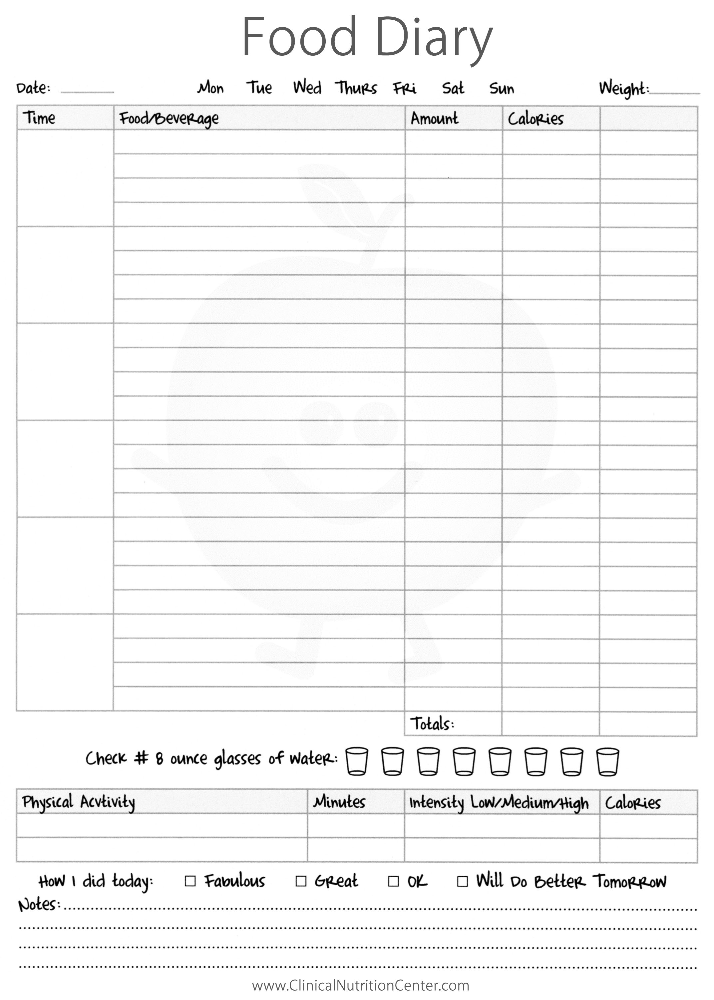 Food Diary
Date: Mon Tue Wed Thurs Fri Sat Sun Weight:
Time Food/Beverage Amount Calories
Totals:
Check # 8 ounce glasses of water:
Physical Acvtivity Minutes Intensity Low/Medium/High Calories
How I did today: Fabulous Great OK Will Do Better Tomorrow
Notes:
www.ClinicalNutritionCenter.com